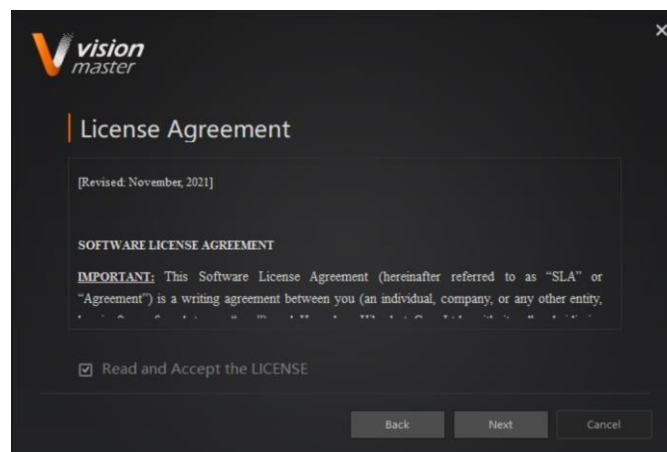 vision
master
License Agreement
[Revised: November, 2021]
SOFTWARE LICENSE AGREEMENT
IMPORTANT: This Software License Agreement (hereinafter referred to as “SLA” or
“Agreement”) is a writing agreement between you (an individual, company, or any other entity,
Read and Accept the LICENSE
Back
Next
Cancel